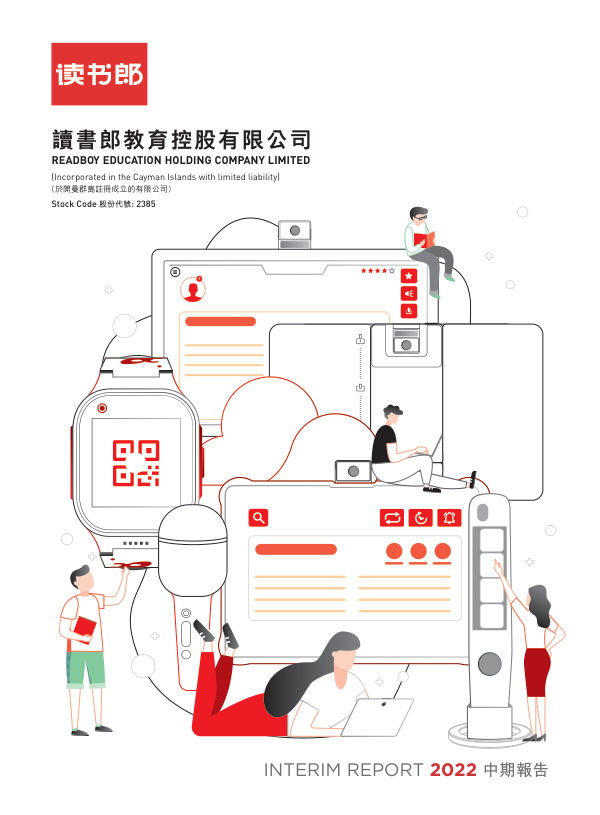 读书郎
讀書郎教育控股有限公司
READBOY EDUCATION HOLDING COMPANY LIMITED
(Incorporated in the Cayman Islands with limited liability)
（於開曼群島註冊成立的有限公司）
Stock Code 股份代號: 2385
INTERIM REPORT 2022 中期報告